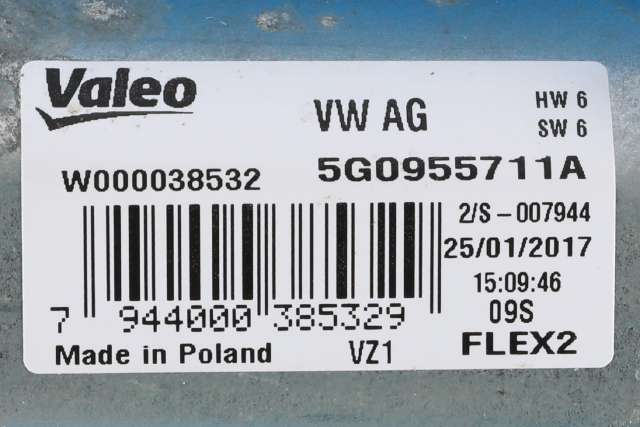 Valeo VW AG HW 6
SW 6
W000038532 5G0955711A
2/S-007944
25/01/2017
15:09:46
7 944000 385329 09S
Made in Poland VZ1 FLEX2